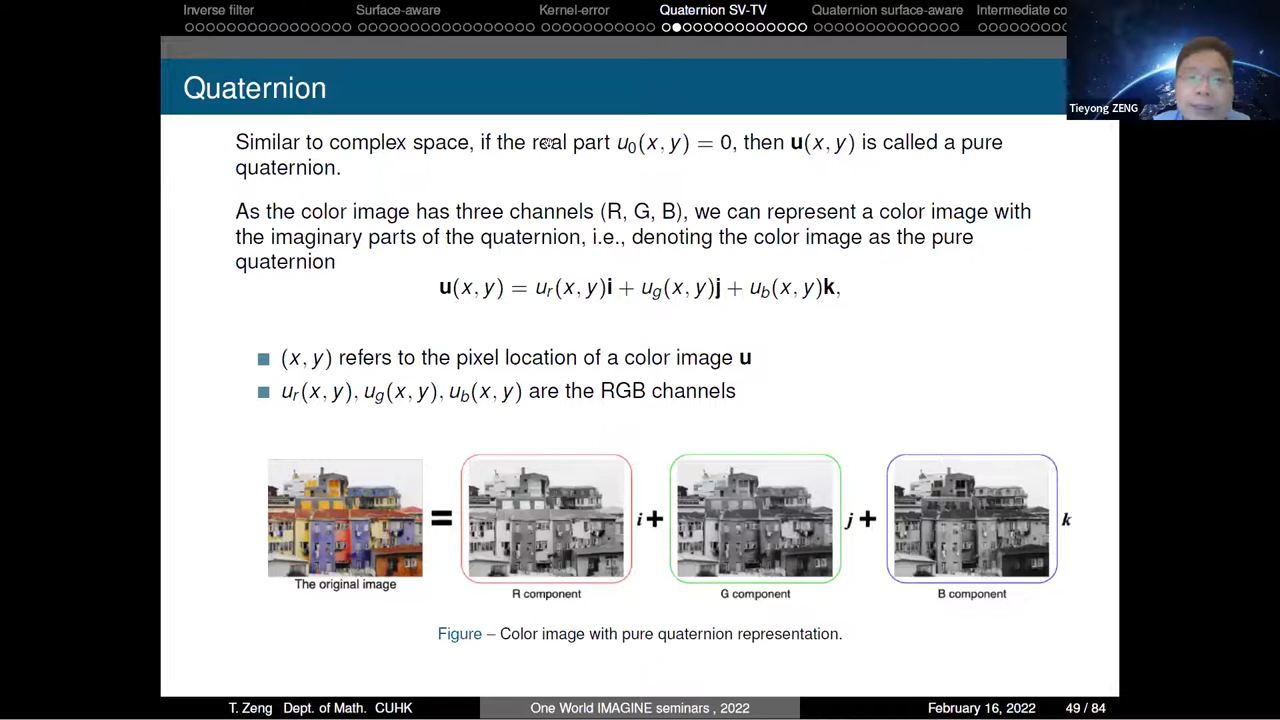 Inverse filter Surface-aware Kernel-error Quaternion SV-TV Quaternion surface-aware Intermediate co
Tieyong ZENG
Quaternion
Similar to complex space, if the real part u₀(x, y) = 0, then u(x, y) is called a pure
quaternion.
As the color image has three channels (R, G, B), we can represent a color image with
the imaginary parts of the quaternion, i.e., denoting the color image as the pure
quaternion
u(x, y) = u_r(x, y)i + u_g(x, y)j + u_b(x, y)k,
(x, y) refers to the pixel location of a color image u
u_r(x, y), u_g(x, y), u_b(x, y) are the RGB channels
= i + j + k
The original image
R component G component B component
Figure – Color image with pure quaternion representation.
T. Zeng Dept. of Math. CUHK One World IMAGINE seminars , 2022 February 16, 2022 49 / 84